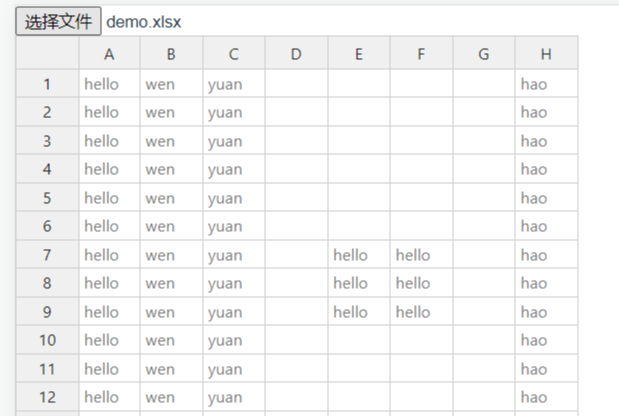 选择文件 demo.xlsx
A B C D E F G H
1 hello wen yuan hao
2 hello wen yuan hao
3 hello wen yuan hao
4 hello wen yuan hao
5 hello wen yuan hao
6 hello wen yuan hao
7 hello wen yuan hello hello hao
8 hello wen yuan hello hello hao
9 hello wen yuan hello hello hao
10 hello wen yuan hao
11 hello wen yuan hao
12 hello wen yuan hao